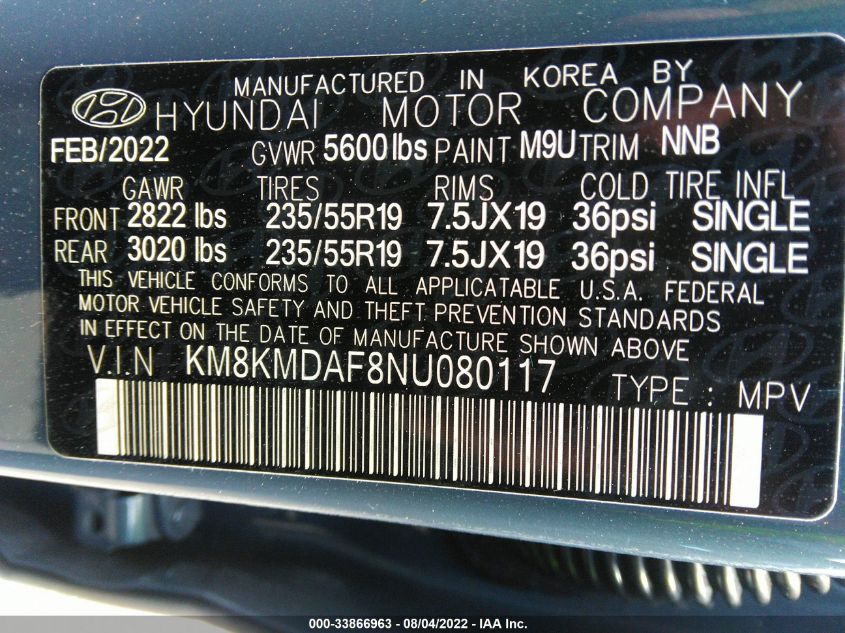 MANUFACTURED IN KOREA BY
HYUNDAI MOTOR COMPANY
FEB/2022 GVWR 5600lbs PAINT M9U TRIM NNB
GAWR TIRES RIMS COLD TIRE INFL
FRONT 2822 lbs 235/55R19 7.5JX19 36psi SINGLE
REAR 3020 lbs 235/55R19 7.5JX19 36psi SINGLE
THIS VEHICLE CONFORMS TO ALL APPLICATABLE U.S.A. FEDERAL
MOTOR VEHICLE SAFETY AND THEFT PREVENTION STANDARDS
IN EFFECT ON THE DATE OF MANUFACTURE SHOWN ABOVE
V.I.N KM8KMDAF8NU080117 TYPE : MPV
000-33866963 - 08/04/2022 - IAA Inc.